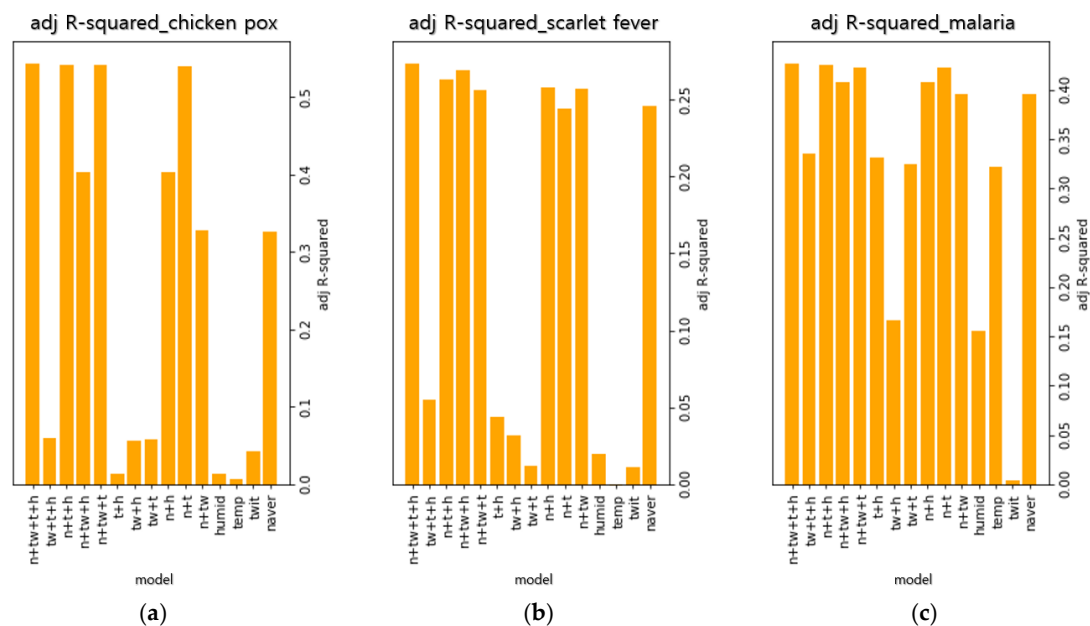 adj R-squared_chicken pox
0.5
0.4
0.3
0.2
0.1
0.0
adj R-squared
n+tw+t+h
tw+t+h
n+t+h
n+tw+h
n+tw+t
t+h
tw+h
tw+t
n+h
n+t
n+tw
humid
temp
twit
naver
model
(a)
adj R-squared_scarlet fever
0.25
0.20
0.15
0.10
0.05
0.00
adj R-squared
n+tw+t+h
tw+t+h
n+t+h
n+tw+h
n+tw+t
t+h
tw+h
tw+t
n+h
n+t
n+tw
humid
temp
twit
naver
model
(b)
adj R-squared_malaria
0.40
0.35
0.30
0.25
0.20
0.15
0.10
0.05
0.00
adj R-squared
n+tw+t+h
tw+t+h
n+t+h
n+tw+h
n+tw+t
t+h
tw+h
tw+t
n+h
n+t
n+tw
humid
temp
twit
naver
model
(c)